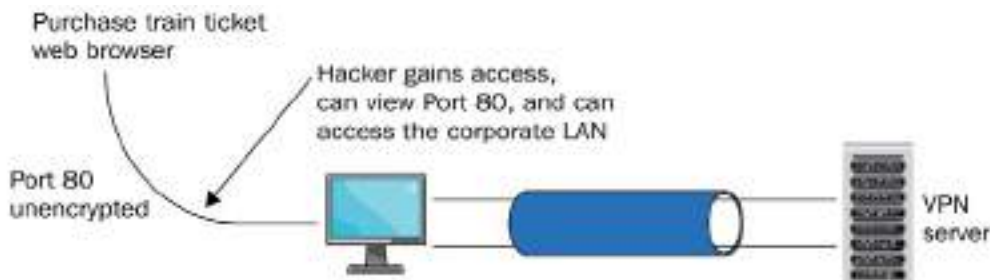 Purchase train ticket
web browser
Hacker gains access,
can view Port 80, and can
access the corporate LAN
Port 80
unencrypted
VPN
server